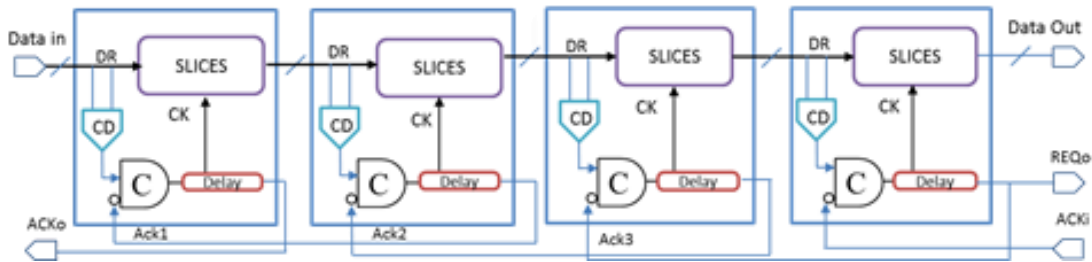 Data in
DR
SLICES
CK
CD
C
Delay
ACKo
Ack1
DR
SLICES
CK
CD
C
Delay
Ack2
DR
SLICES
CK
CD
C
Delay
Ack3
DR
SLICES
CK
CD
C
Delay
Data Out
REQo
ACKi